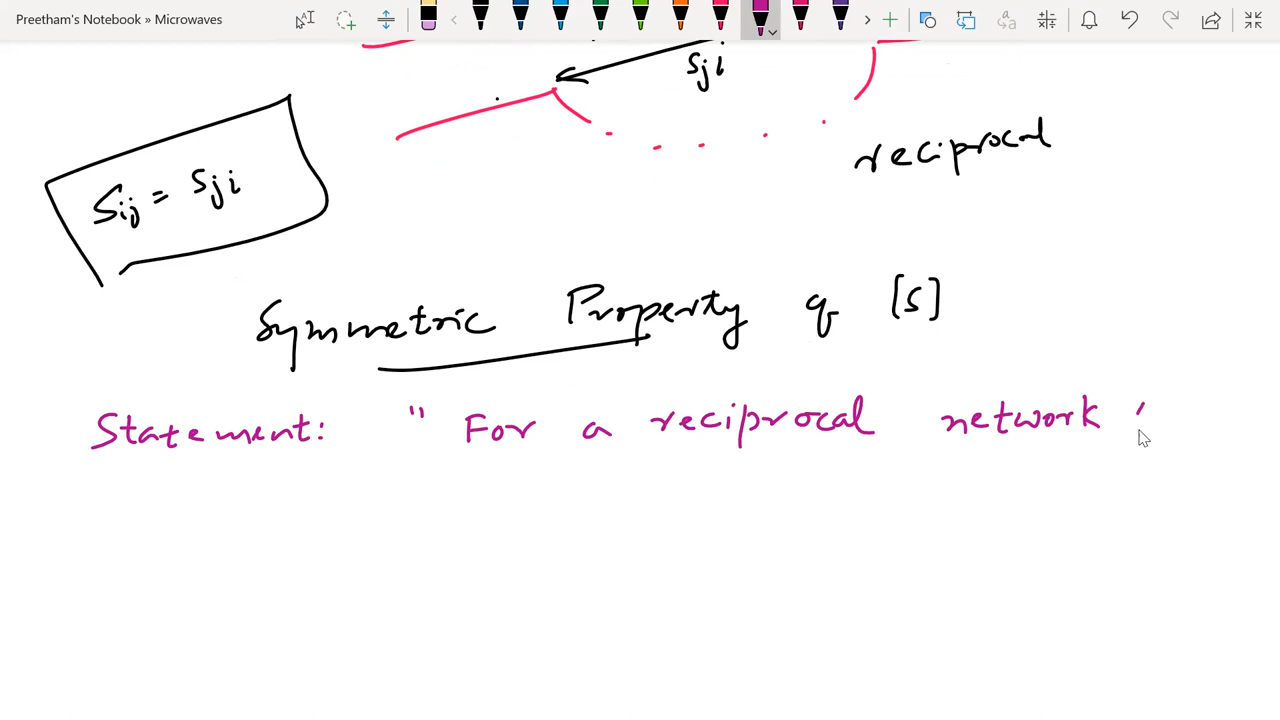 Preetham's Notebook » Microwaves
Sji
reciprocal
Sij = Sji
Symmetric Property of [S]
Statement: " For a reciprocal network '